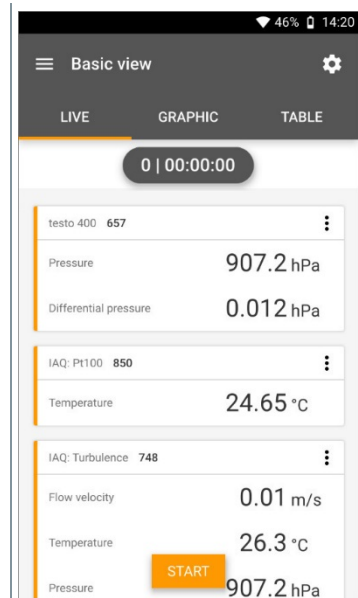 46% 14:20
Basic view
LIVE GRAPHIC TABLE
0 | 00:00:00
testo 400 657
Pressure 907.2 hPa
Differential pressure 0.012 hPa
IAQ: Pt100 850
Temperature 24.65 °C
IAQ: Turbulence 748
Flow velocity 0.01 m/s
Temperature 26.3 °C
START
Pressure 907.2 hPa